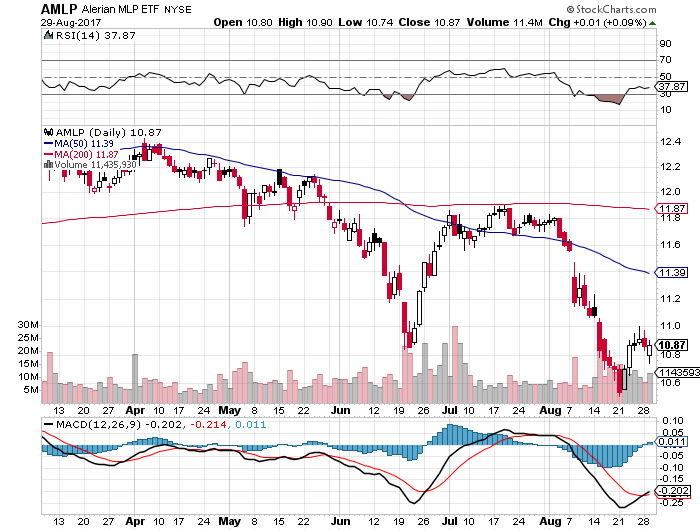 AMLP Alerian MLP ETF NYSE © StockCharts.com
29-Aug-2017 Open 10.80 High 10.90 Low 10.74 Close 10.87 Volume 11.4M Chg +0.01 (+0.09%)
RSI(14) 37.87
90
70
50
37.87
30
10
AMLP (Daily) 10.87
MA(50) 11.39
MA(200) 11.87
Volume 11,435,930
12.4
12.2
12.0
11.87
11.8
11.6
11.39
11.2
11.0
10.87
10.8
11435930
10.6
30M
25M
20M
15M
10M
5M
13 20 27 Apr 10 17 24 May 8 15 22 Jun 12 19 26 Jul 10 17 24 Aug 7 14 21 28
MACD(12,26,9) -0.202, -0.214, 0.011
0.10
0.05
0.011
-0.05
-0.10
-0.15
-0.202
-0.25
13 20 27 Apr 10 17 24 May 8 15 22 Jun 12 19 26 Jul 10 17 24 Aug 7 14 21 28